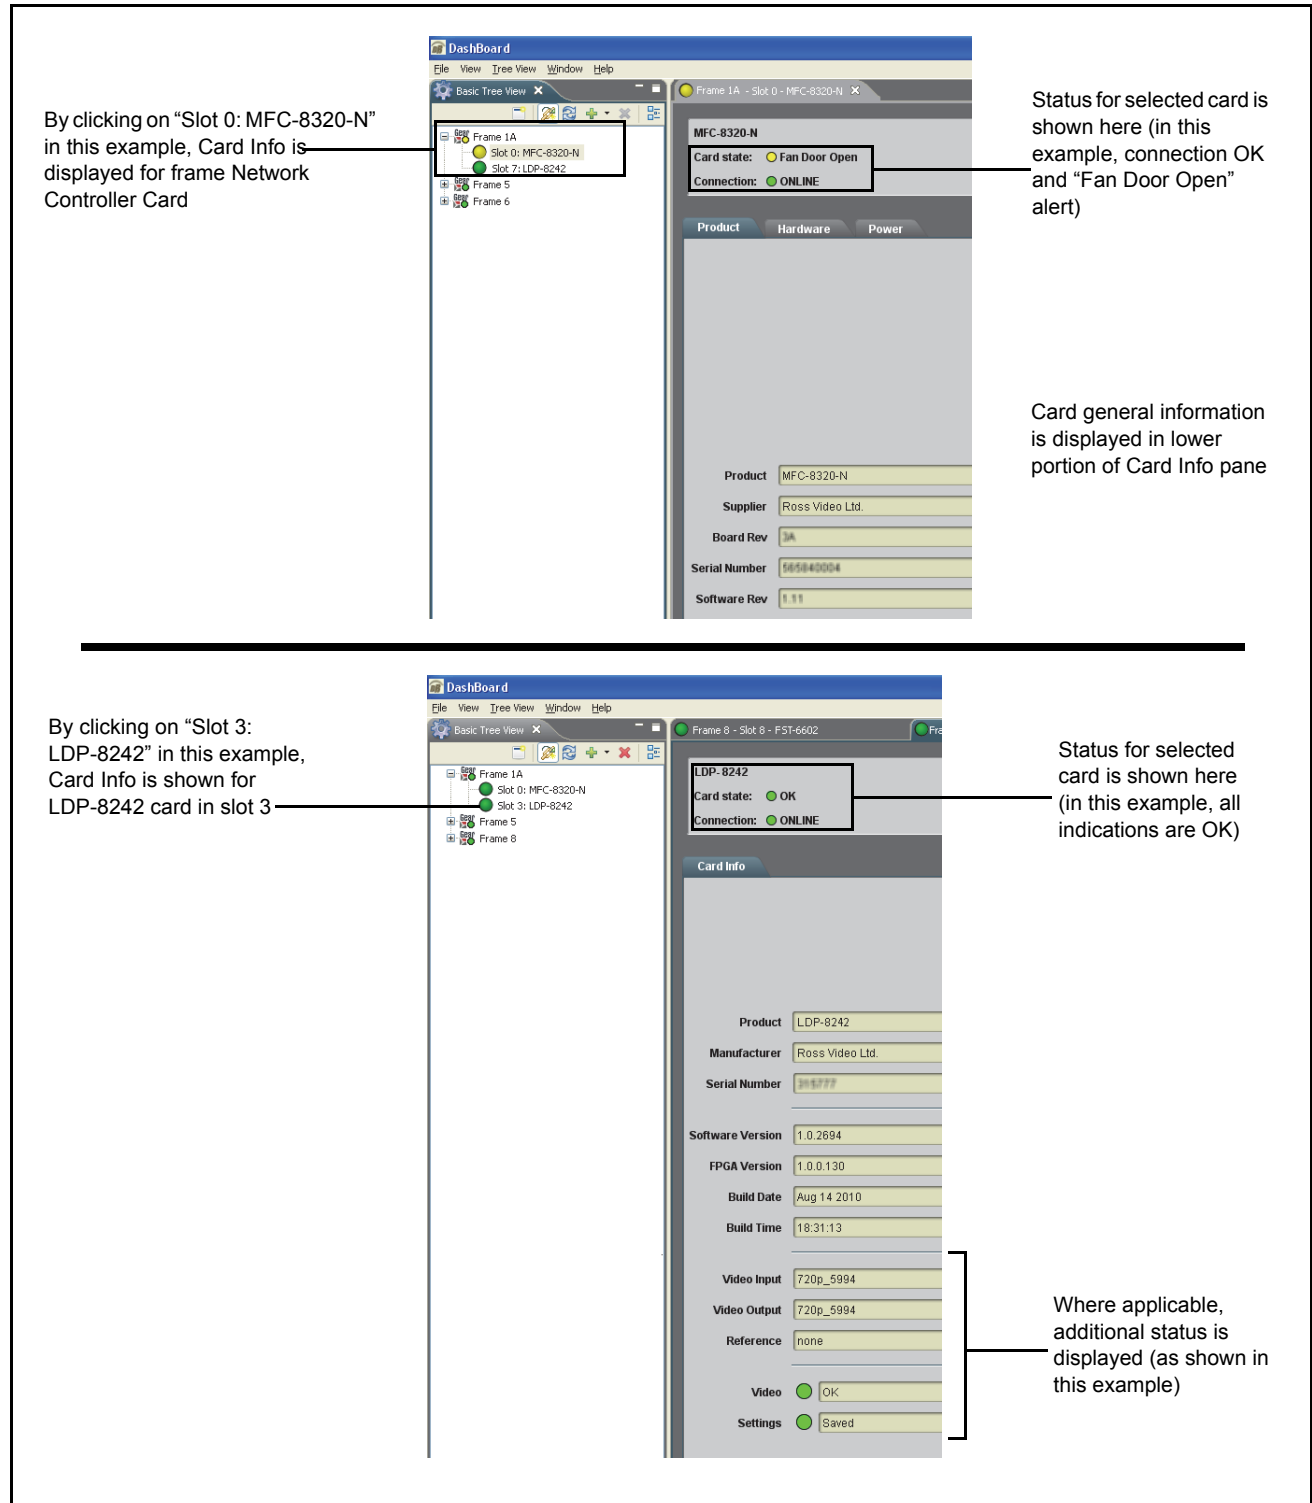 DashBoard
File View Tree View Window Help
Basic Tree View
Frame 1A - Slot 0 - MFC-8320-N
By clicking on “Slot 0: MFC-8320-N”
in this example, Card Info is
displayed for frame Network
Controller Card
Gear Frame 1A
Slot 0: MFC-8320-N
Slot 7: LDP-8242
Gear Frame 5
Gear Frame 6
MFC-8320-N
Card state: Fan Door Open
Connection: ONLINE
Status for selected card is
shown here (in this
example, connection OK
and “Fan Door Open”
alert)
Product Hardware Power
Card general information
is displayed in lower
portion of Card Info pane
Product MFC-8320-N
Supplier Ross Video Ltd.
Board Rev 3A
Serial Number
Software Rev 1.11
DashBoard
File View Tree View Window Help
Basic Tree View
Frame 8 - Slot 8 - FST-6602
Fra
By clicking on “Slot 3:
LDP-8242” in this example,
Card Info is shown for
LDP-8242 card in slot 3
Gear Frame 1A
Slot 0: MFC-8320-N
Slot 3: LDP-8242
Gear Frame 5
Gear Frame 8
LDP-8242
Card state: OK
Connection: ONLINE
Status for selected
card is shown here
(in this example, all
indications are OK)
Card Info
Product LDP-8242
Manufacturer Ross Video Ltd.
Serial Number
Software Version 1.0.2694
FPGA Version 1.0.0.130
Build Date Aug 14 2010
Build Time 18:31:13
Video Input 720p_5994
Video Output 720p_5994
Reference none
Video OK
Settings Saved
Where applicable,
additional status is
displayed (as shown in
this example)